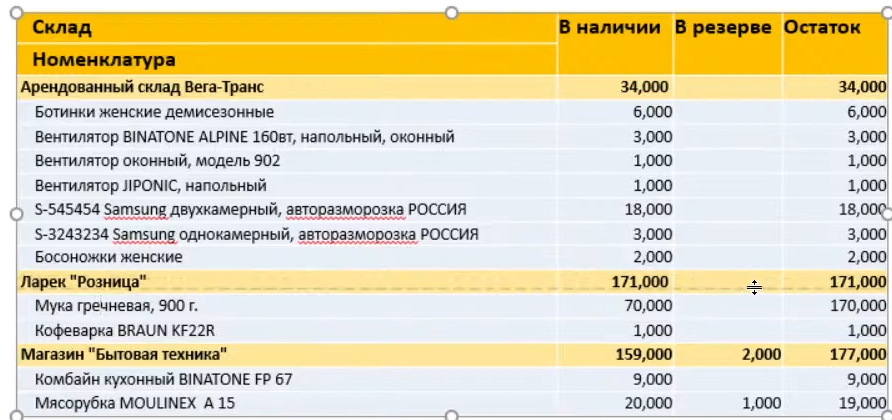 Склад В наличии В резерве Остаток
Номенклатура
Арендованный склад Вега-Транс 34,000 34,000
Ботинки женские демисезонные 6,000 6,000
Вентилятор BINATONE ALPINE 160вт, напольный, оконный 3,000 3,000
Вентилятор оконный, модель 902 1,000 1,000
Вентилятор JIPONIC, напольный 1,000 1,000
S-545454 Samsung двухкамерный, авторазморозка РОССИЯ 18,000 18,000
S-3243234 Samsung однокамерный, авторазморозка РОССИЯ 3,000 3,000
Босоножки женские 2,000 2,000
Ларек "Розница" 171,000 171,000
Мука гречневая, 900 г. 70,000 170,000
Кофеварка BRAUN KF22R 1,000 1,000
Магазин "Бытовая техника" 159,000 2,000 177,000
Комбайн кухонный BINATONE FP 67 9,000 9,000
Мясорубка MOULINEX A 15 20,000 1,000 19,000